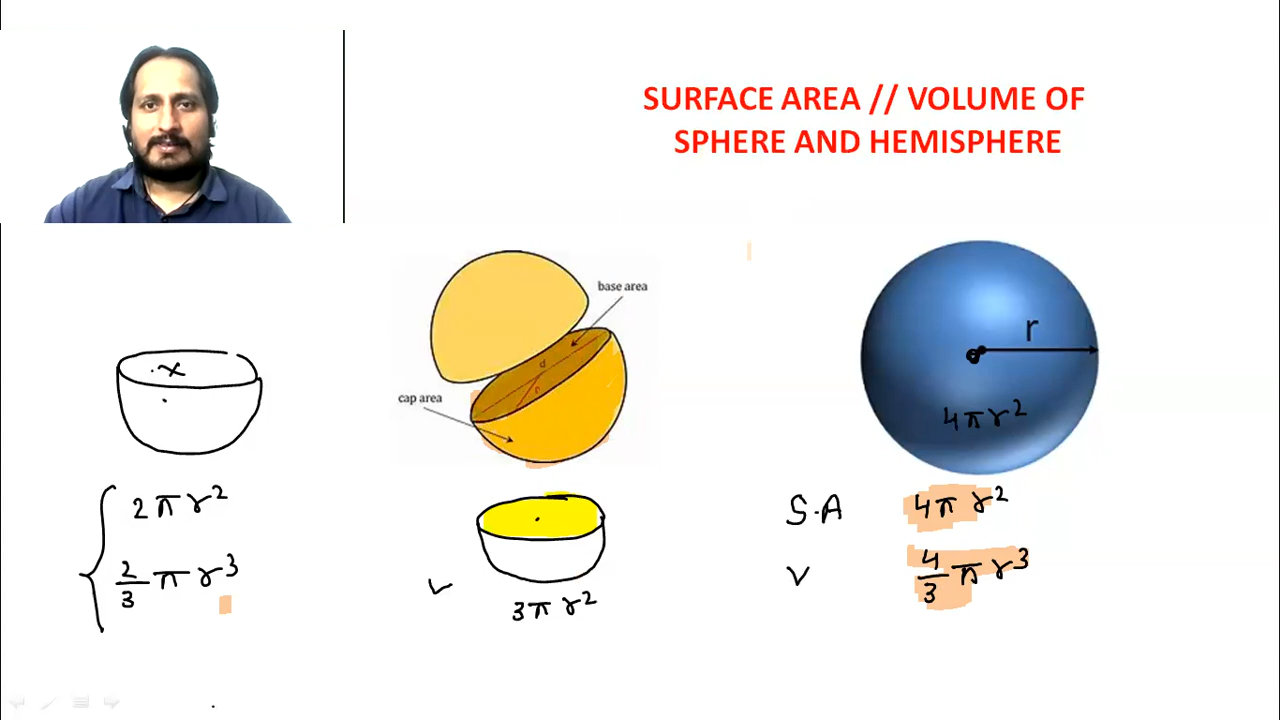 SURFACE AREA // VOLUME OF
SPHERE AND HEMISPHERE
base area
d
r
cap area
r
4πr²
x
2πr²
2/3 πr³
3πr²
S.A 4πr²
V 4/3 πr³